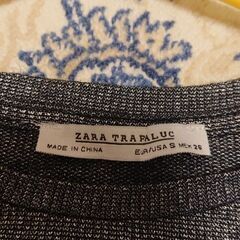 ZARA TRAFALUC
MADE IN CHINA
EUR/USA S MEX 26